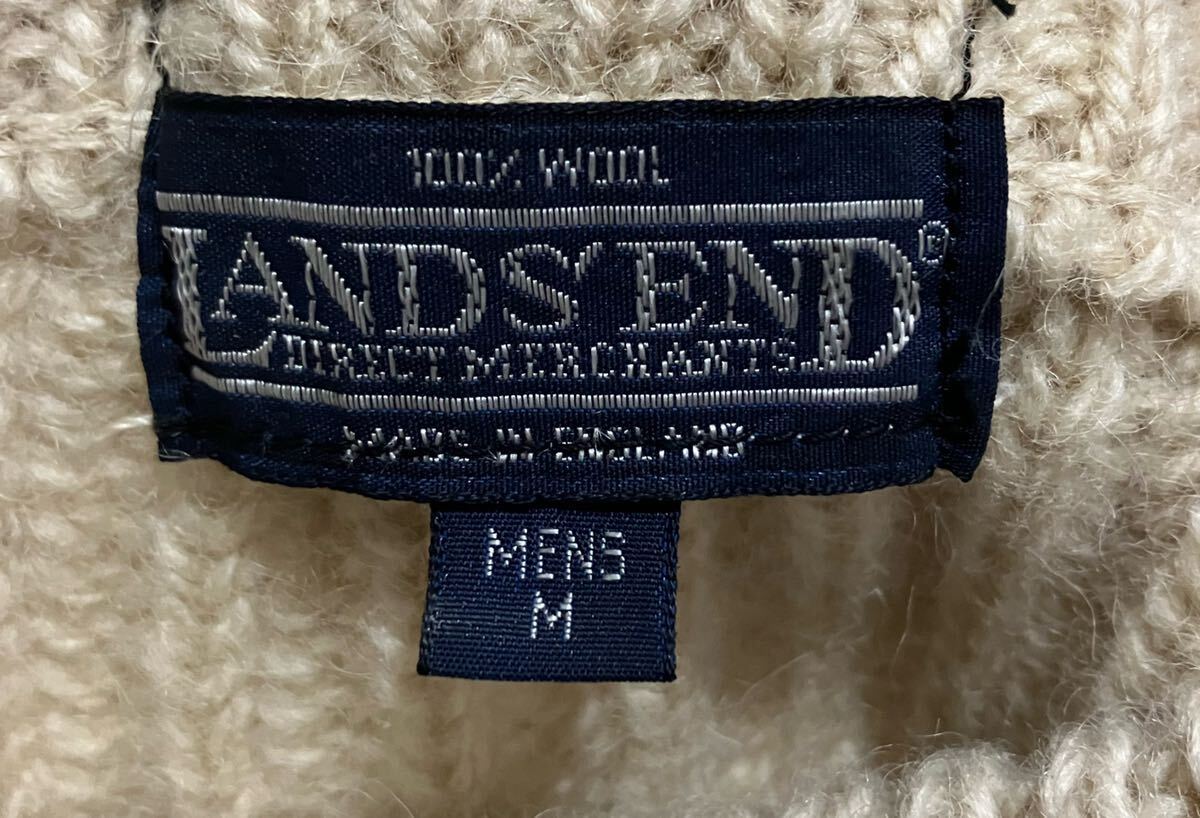 100% WOOL
LANDS' END®
DIRECT MERCHANTS
MADE IN ENGLAND
MENS
M